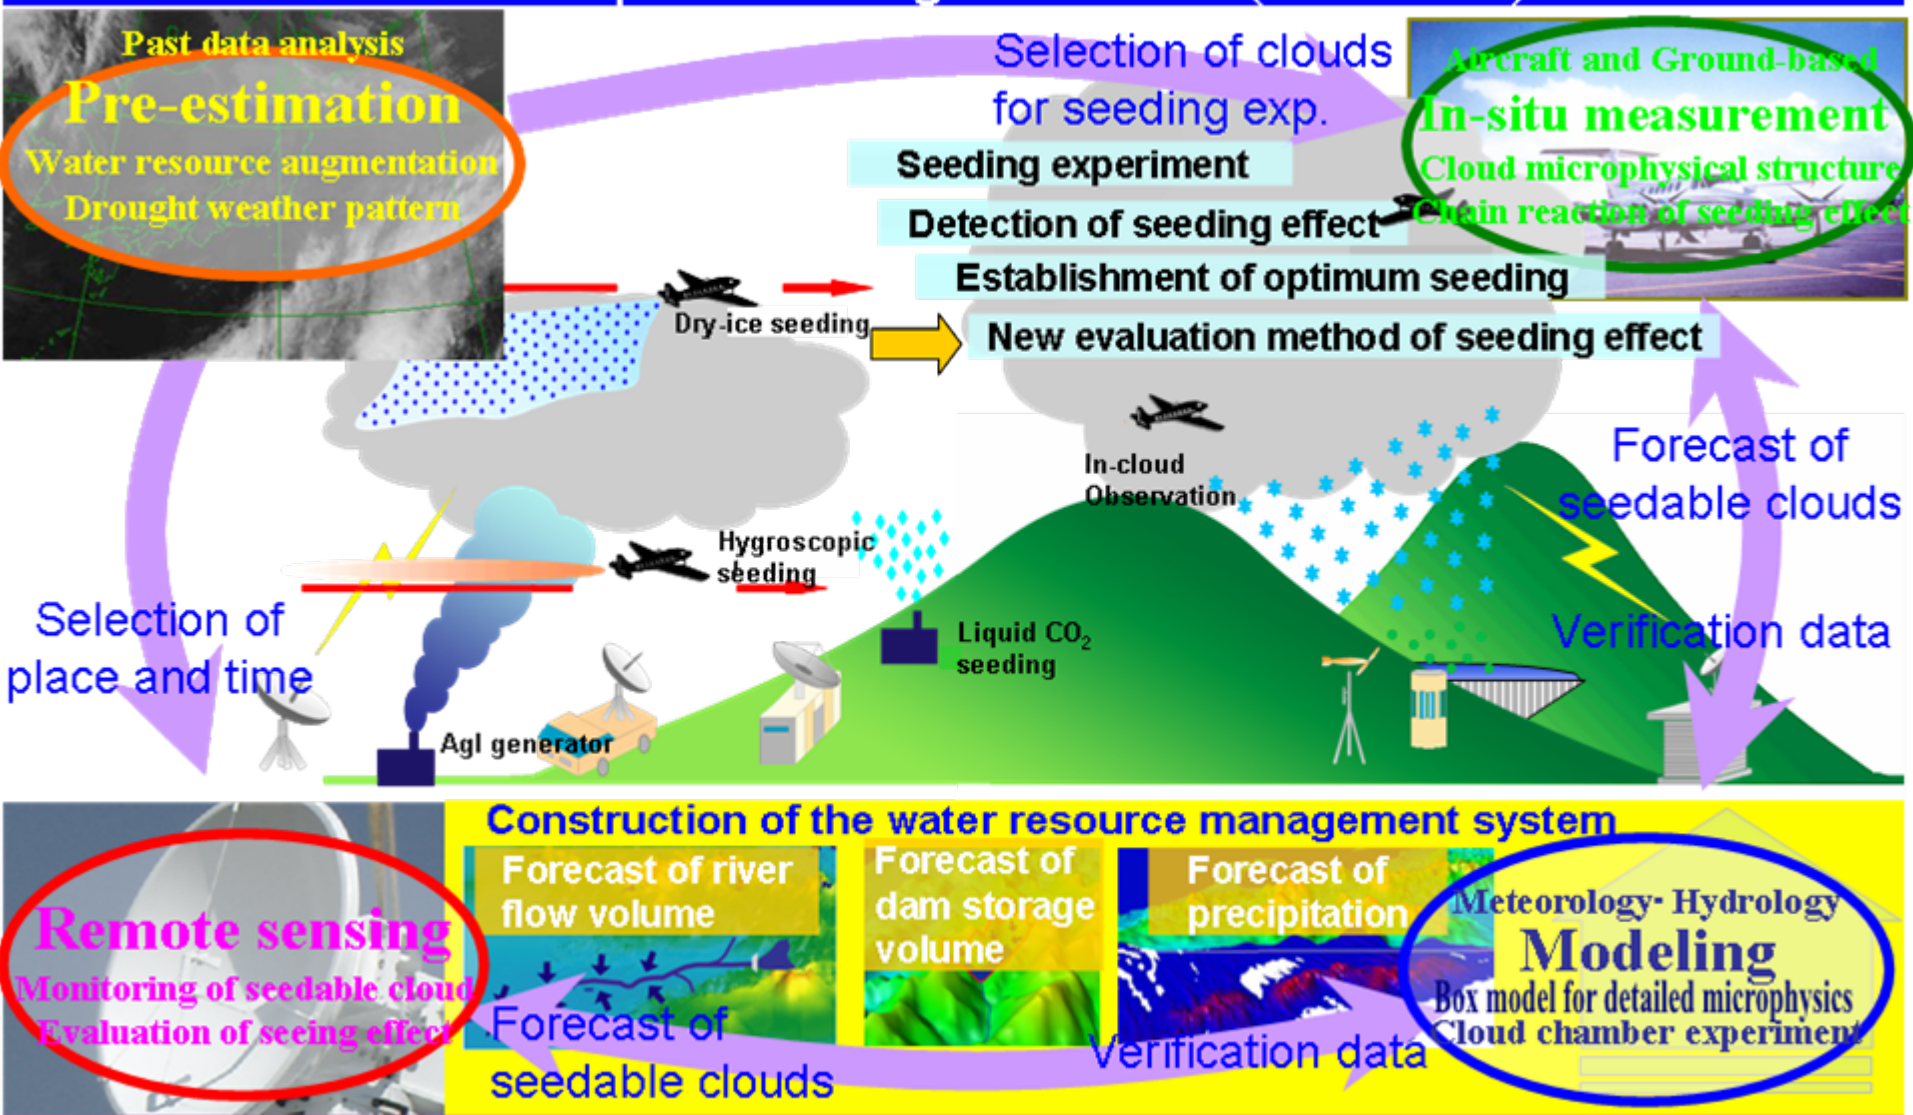 Past data analysis
Pre-estimation
Water resource augmentation
Drought weather pattern
Selection of clouds
for seeding exp.
Aircraft and Ground-based
In-situ measurement
Cloud microphysical structure
Chain reaction of seeding effect
Seeding experiment
Detection of seeding effect
Establishment of optimum seeding
New evaluation method of seeding effect
Dry-ice seeding
In-cloud
Observation
Forecast of
seedable clouds
Hygroscopic
seeding
Selection of
place and time
Liquid CO₂
seeding
Verification data
AgI generator
Construction of the water resource management system
Forecast of river
flow volume
Forecast of
dam storage
volume
Forecast of
precipitation
Remote sensing
Monitoring of seedable cloud
Evaluation of seeing effect
Meteorology- Hydrology
Modeling
Box model for detailed microphysics
Cloud chamber experiment
Forecast of
seedable clouds
Verification data